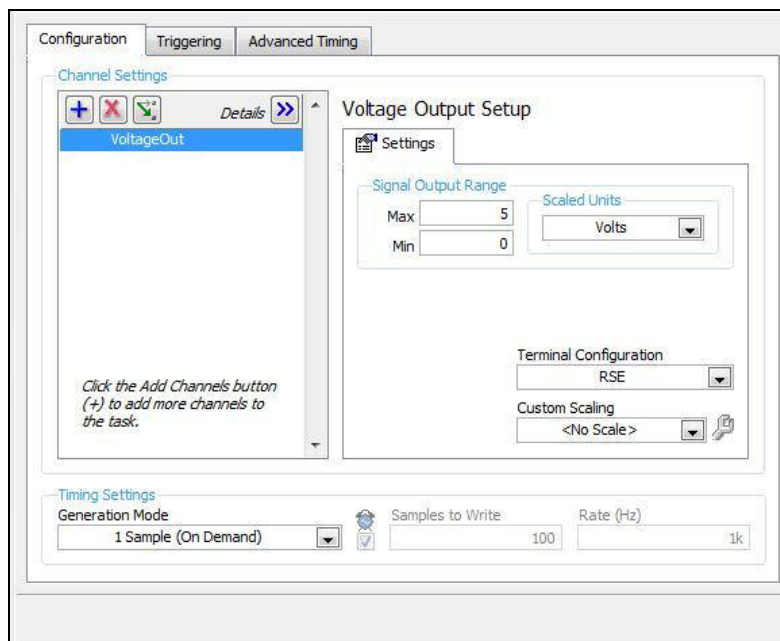 Configuration
Triggering
Advanced Timing
Channel Settings
Details
VoltageOut
Click the Add Channels button
(+) to add more channels to
the task.
Voltage Output Setup
Settings
Signal Output Range
Max 5
Min 0
Scaled Units
Volts
Terminal Configuration
RSE
Custom Scaling
<No Scale>
Timing Settings
Generation Mode
1 Sample (On Demand)
Samples to Write
100
Rate (Hz)
1k